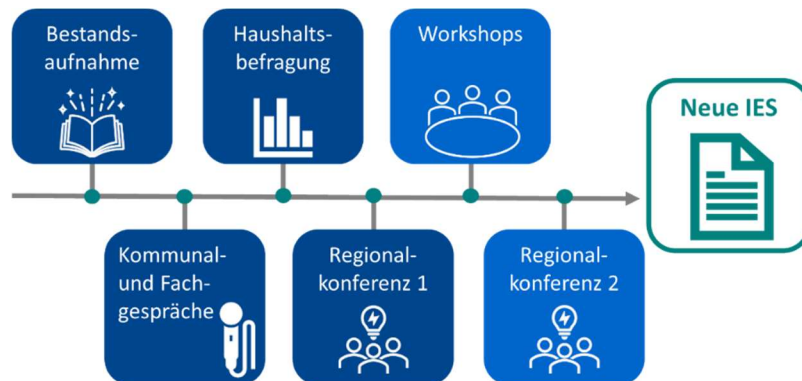 Bestands-
aufnahme
Haushalts-
befragung
Workshops
Neue IES
Kommunal-
und Fach-
gespräche
Regional-
konferenz 1
Regional-
konferenz 2